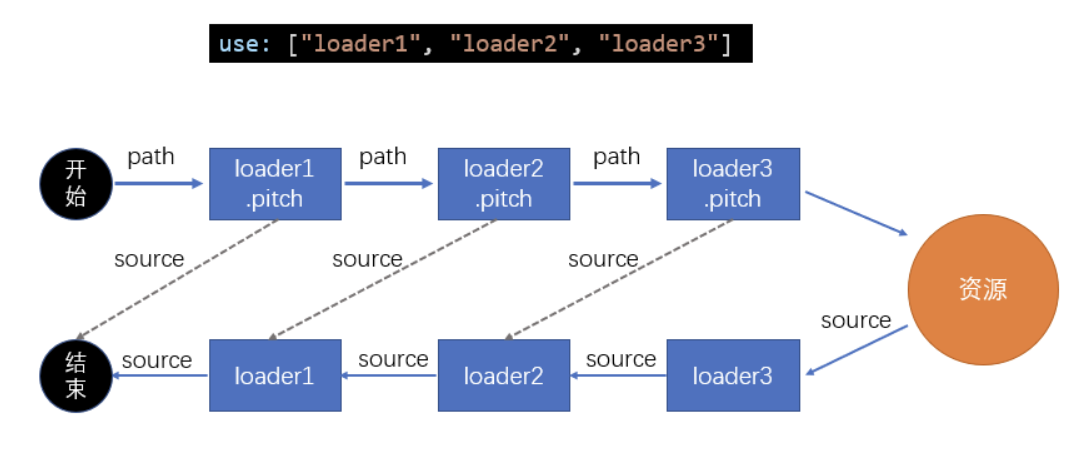 use: ["loader1", "loader2", "loader3"]
开
始
path
loader1
.pitch
path
loader2
.pitch
path
loader3
.pitch
资源
source
source
source
source
结
束
source
loader1
source
loader2
source
loader3